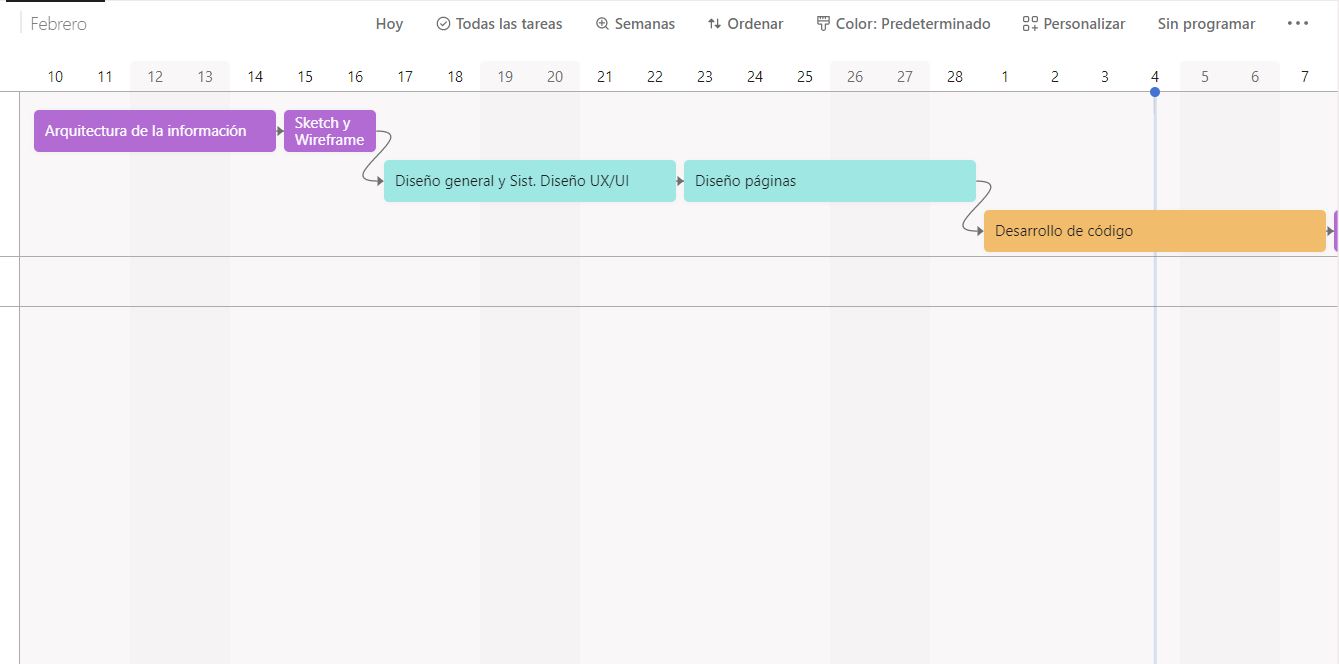 Febrero Hoy Todas las tareas Semanas Ordenar Color: Predeterminado Personalizar Sin programar
10 11 12 13 14 15 16 17 18 19 20 21 22 23 24 25 26 27 28 1 2 3 4 5 6 7
Arquitectura de la información
Sketch y
Wireframe
Diseño general y Sist. Diseño UX/UI
Diseño páginas
Desarrollo de código